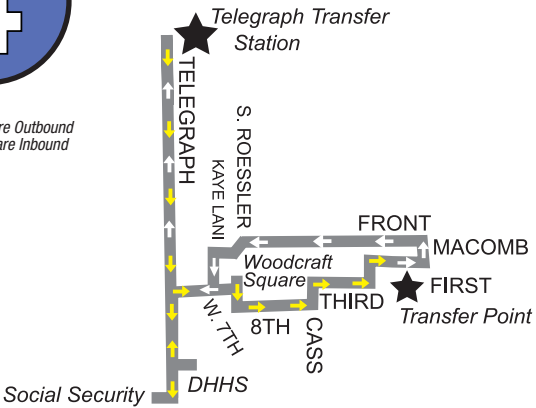 Telegraph Transfer
Station
TELEGRAPH
re Outbound
are Inbound
S. ROESSLER
KAYE LANI
FRONT
MACOMB
Woodcraft
Square
FIRST
THIRD
Transfer Point
W. 7TH
8TH
CASS
DHHS
Social Security